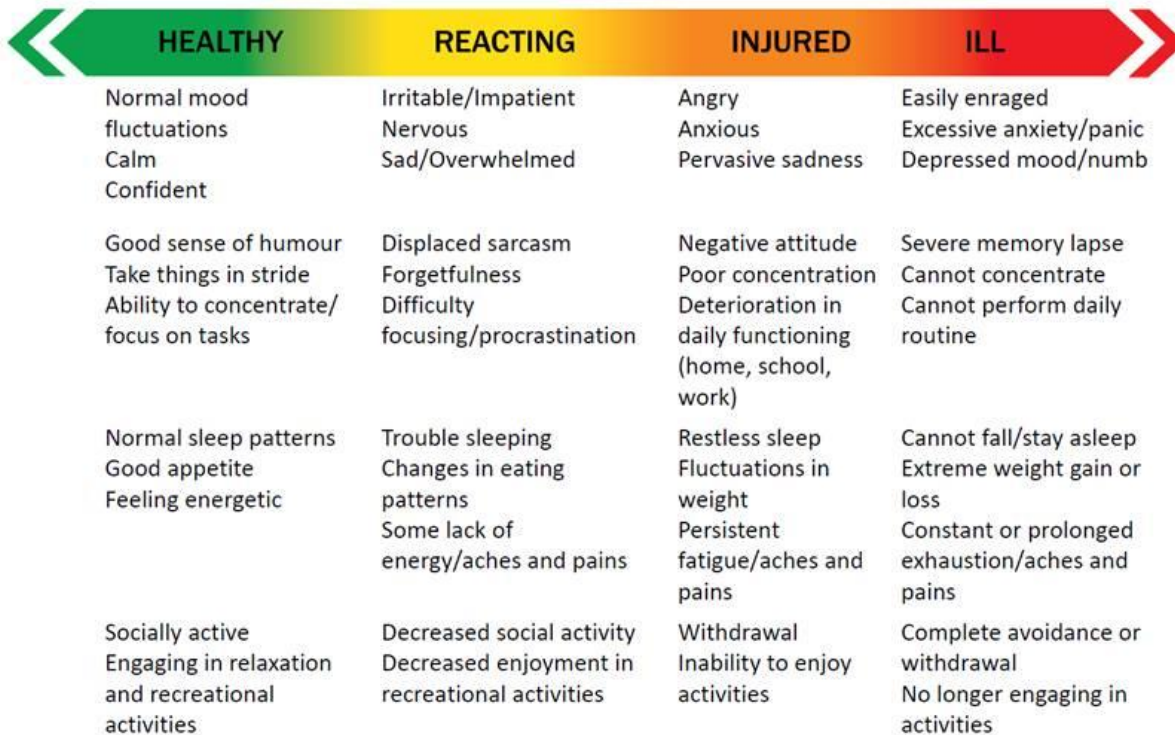 HEALTHY REACTING INJURED ILL
Normal mood
fluctuations
Calm
Confident
Irritable/Impatient
Nervous
Sad/Overwhelmed
Angry
Anxious
Pervasive sadness
Easily enraged
Excessive anxiety/panic
Depressed mood/numb
Good sense of humour
Take things in stride
Ability to concentrate/
focus on tasks
Displaced sarcasm
Forgetfulness
Difficulty
focusing/procrastination
Negative attitude
Poor concentration
Deterioration in
daily functioning
(home, school,
work)
Severe memory lapse
Cannot concentrate
Cannot perform daily
routine
Normal sleep patterns
Good appetite
Feeling energetic
Trouble sleeping
Changes in eating
patterns
Some lack of
energy/aches and pains
Restless sleep
Fluctuations in
weight
Persistent
fatigue/aches and
pains
Cannot fall/stay asleep
Extreme weight gain or
loss
Constant or prolonged
exhaustion/aches and
pains
Socially active
Engaging in relaxation
and recreational
activities
Decreased social activity
Decreased enjoyment in
recreational activities
Withdrawal
Inability to enjoy
activities
Complete avoidance or
withdrawal
No longer engaging in
activities